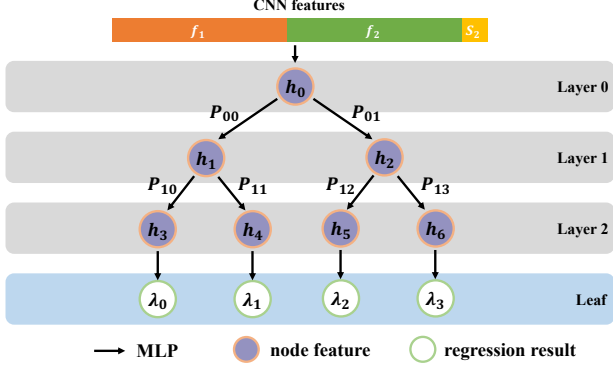 CNN features
f₁ f₂ S₂
h₀ Layer 0
P₀₀ P₀₁
h₁ h₂ Layer 1
P₁₀ P₁₁ P₁₂ P₁₃
h₃ h₄ h₅ h₆ Layer 2
λ₀ λ₁ λ₂ λ₃ Leaf
MLP node feature regression result